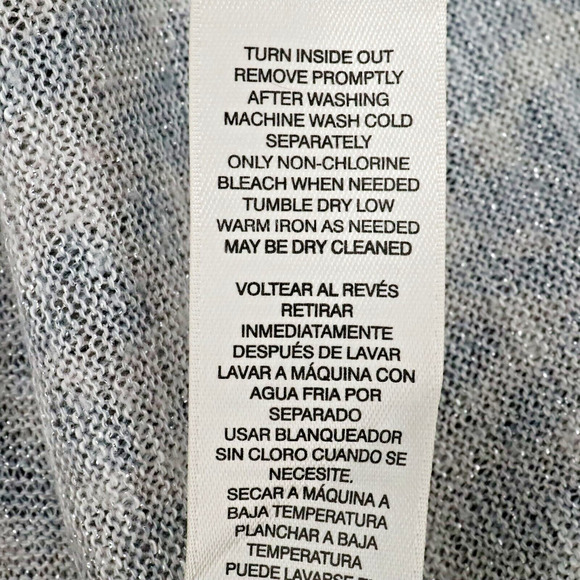 TURN INSIDE OUT
REMOVE PROMPTLY
AFTER WASHING
MACHINE WASH COLD
SEPARATELY
ONLY NON-CHLORINE
BLEACH WHEN NEEDED
TUMBLE DRY LOW
WARM IRON AS NEEDED
MAY BE DRY CLEANED
VOLTEAR AL REVÉS
RETIRAR
INMEDIATAMENTE
DESPUÉS DE LAVAR
LAVAR A MÁQUINA CON
AGUA FRIA POR
SEPARADO
USAR BLANQUEADOR
SIN CLORO CUANDO SE
NECESITE.
SECAR A MÁQUINA A
BAJA TEMPERATURA
PLANCHAR A BAJA
TEMPERATURA
PUEDE LAVARSE